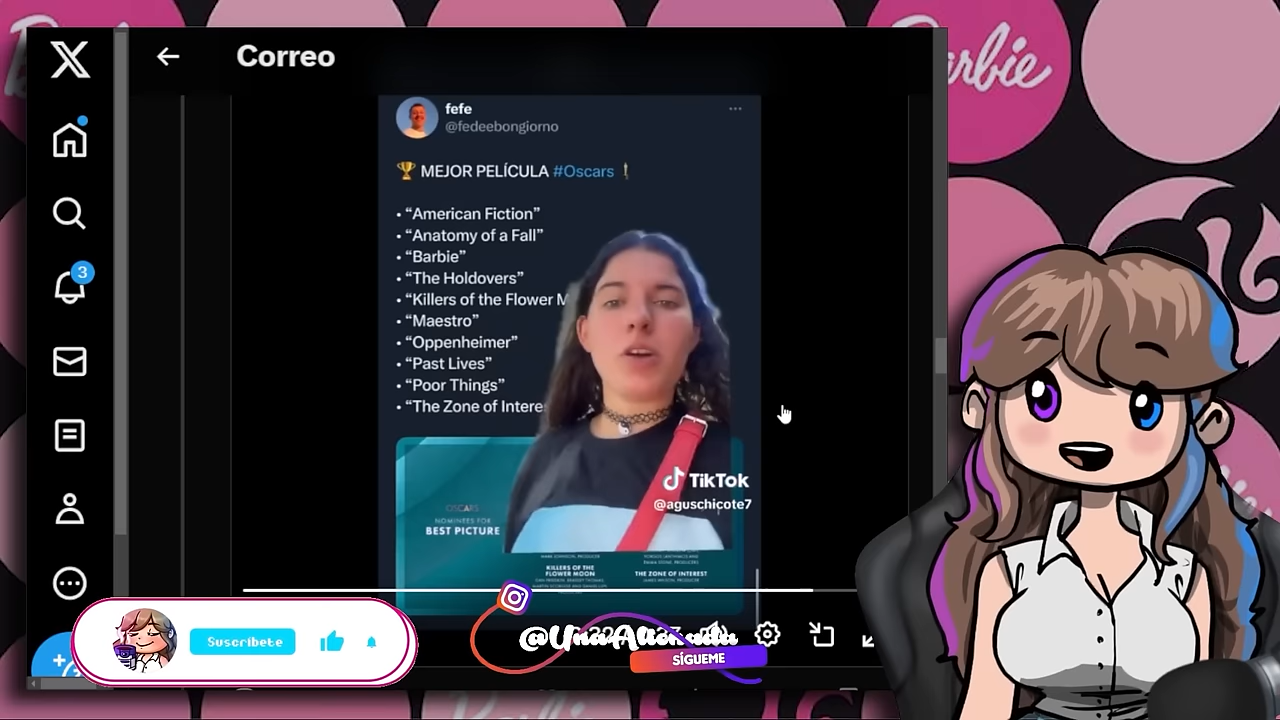 Barbie
X
Correo
fefe
@fedeebongiorno
MEJOR PELÍCULA #Oscars
• “American Fiction”
• “Anatomy of a Fall”
• “Barbie”
• “The Holdovers”
3
• “Killers of the Flower M
• “Maestro”
• “Oppenheimer”
• “Past Lives”
• “Poor Things”
• “The Zone of Intere
TikTok
@aguschicote7
OSCARS
NOMINEES FOR
BEST PICTURE
KILLERS OF THE
FLOWER MOON
THE ZONE OF INTEREST
Suscríbete
@UnaAlienada
SÍGUEME